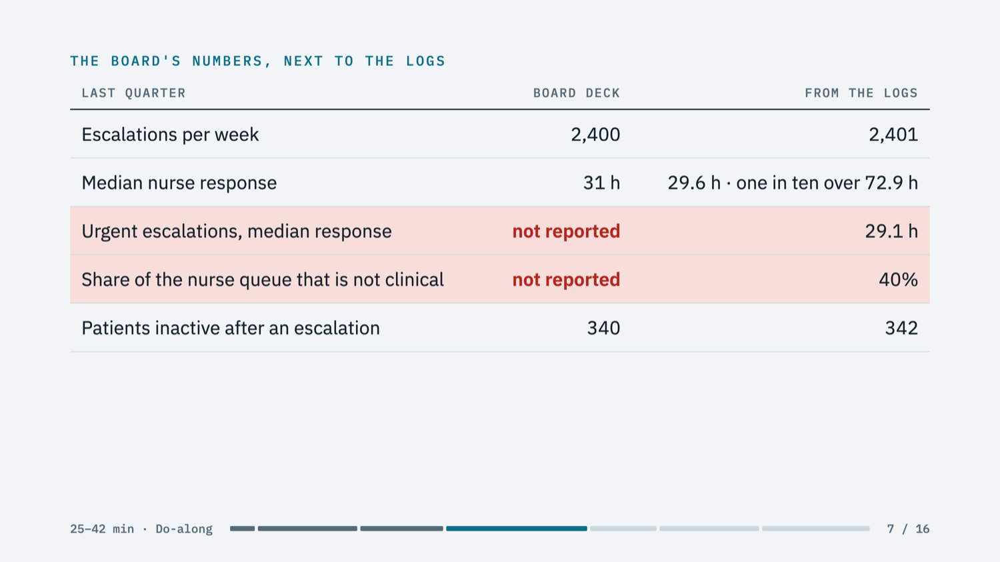 THE BOARD'S NUMBERS, NEXT TO THE LOGS
LAST QUARTER BOARD DECK FROM THE LOGS
Escalations per week 2,400 2,401
Median nurse response 31 h 29.6 h · one in ten over 72.9 h
Urgent escalations, median response not reported 29.1 h
Share of the nurse queue that is not clinical not reported 40%
Patients inactive after an escalation 340 342
25–42 min · Do-along 7 / 16